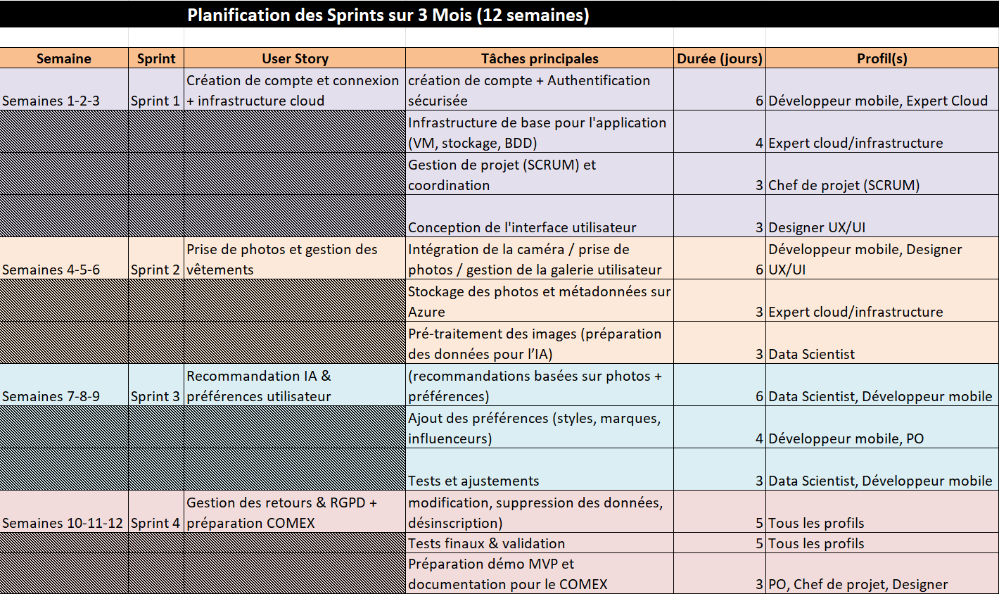 Planification des Sprints sur 3 Mois (12 semaines)
Semaine Sprint User Story Tâches principales Durée (jours) Profil(s)
Semaines 1-2-3 Sprint 1 Création de compte et connexion
+ infrastructure cloud
création de compte + Authentification
sécurisée
6 Développeur mobile, Expert Cloud
Infrastructure de base pour l'application
(VM, stockage, BDD)
4 Expert cloud/infrastructure
Gestion de projet (SCRUM) et
coordination
3 Chef de projet (SCRUM)
Conception de l'interface utilisateur 3 Designer UX/UI
Semaines 4-5-6 Sprint 2 Prise de photos et gestion des
vêtements
Intégration de la caméra / prise de
photos / gestion de la galerie utilisateur
6 Développeur mobile, Designer
UX/UI
Stockage des photos et métadonnées sur
Azure
3 Expert cloud/infrastructure
Pré-traitement des images (préparation
des données pour l’IA)
3 Data Scientist
Semaines 7-8-9 Sprint 3 Recommandation IA &
préférences utilisateur
(recommandations basées sur photos +
préférences)
6 Data Scientist, Développeur mobile
Ajout des préférences (styles, marques,
influenceurs)
4 Développeur mobile, PO
Tests et ajustements 3 Data Scientist, Développeur mobile
Semaines 10-11-12 Sprint 4 Gestion des retours & RGPD +
préparation COMEX
modification, suppression des données,
désinscription)
5 Tous les profils
Tests finaux & validation 5 Tous les profils
Préparation démo MVP et
documentation pour le COMEX
3 PO, Chef de projet, Designer